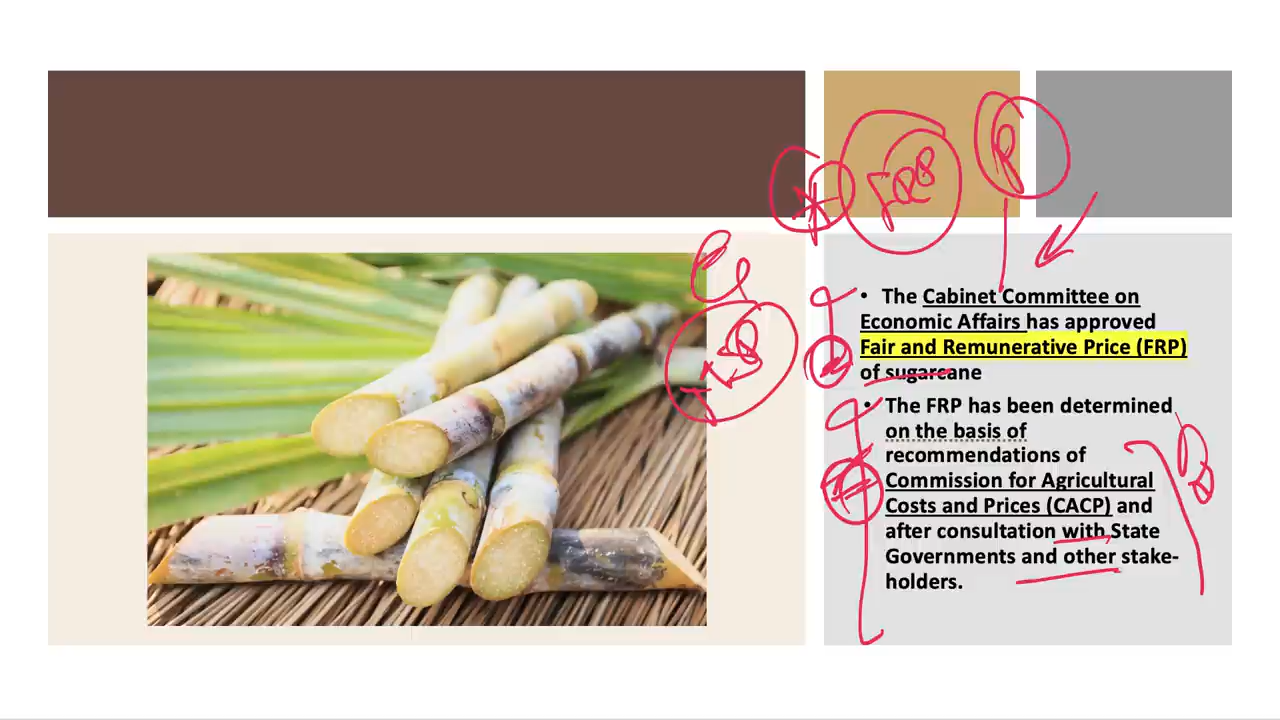 FRP
• The Cabinet Committee on
Economic Affairs has approved
Fair and Remunerative Price (FRP)
of sugarcane
• The FRP has been determined
on the basis of
recommendations of
Commission for Agricultural
Costs and Prices (CACP) and
after consultation with State
Governments and other stake-
holders.